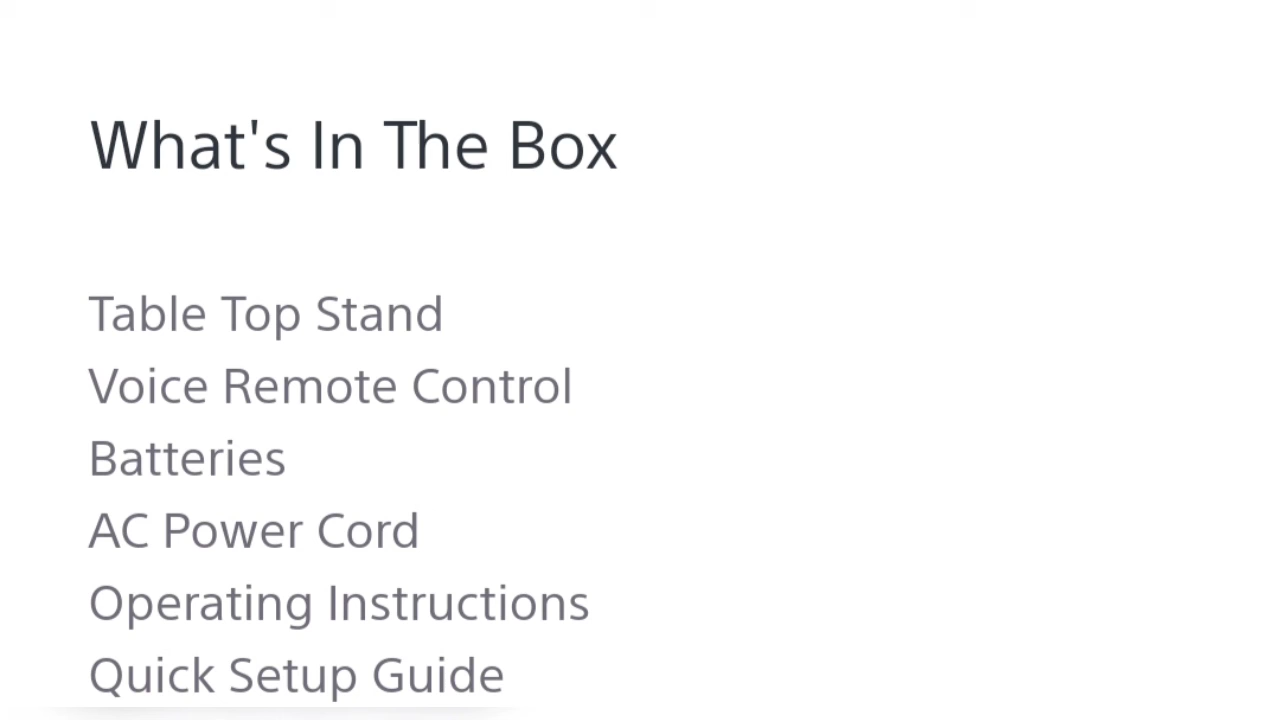 What's In The Box
Table Top Stand
Voice Remote Control
Batteries
AC Power Cord
Operating Instructions
Quick Setup Guide